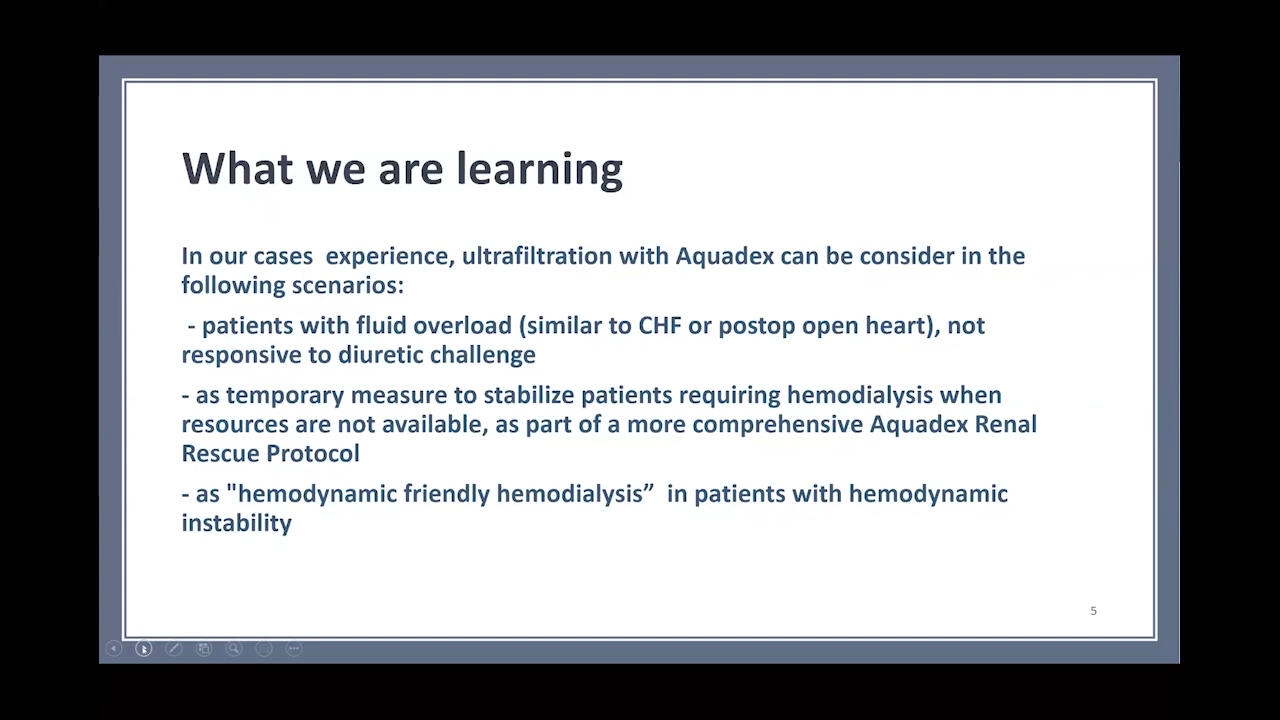 What we are learning
In our cases  experience, ultrafiltration with Aquadex can be consider in the
following scenarios:
- patients with fluid overload (similar to CHF or postop open heart), not
responsive to diuretic challenge
- as temporary measure to stabilize patients requiring hemodialysis when
resources are not available, as part of a more comprehensive Aquadex Renal
Rescue Protocol
- as "hemodynamic friendly hemodialysis”  in patients with hemodynamic
instability
5